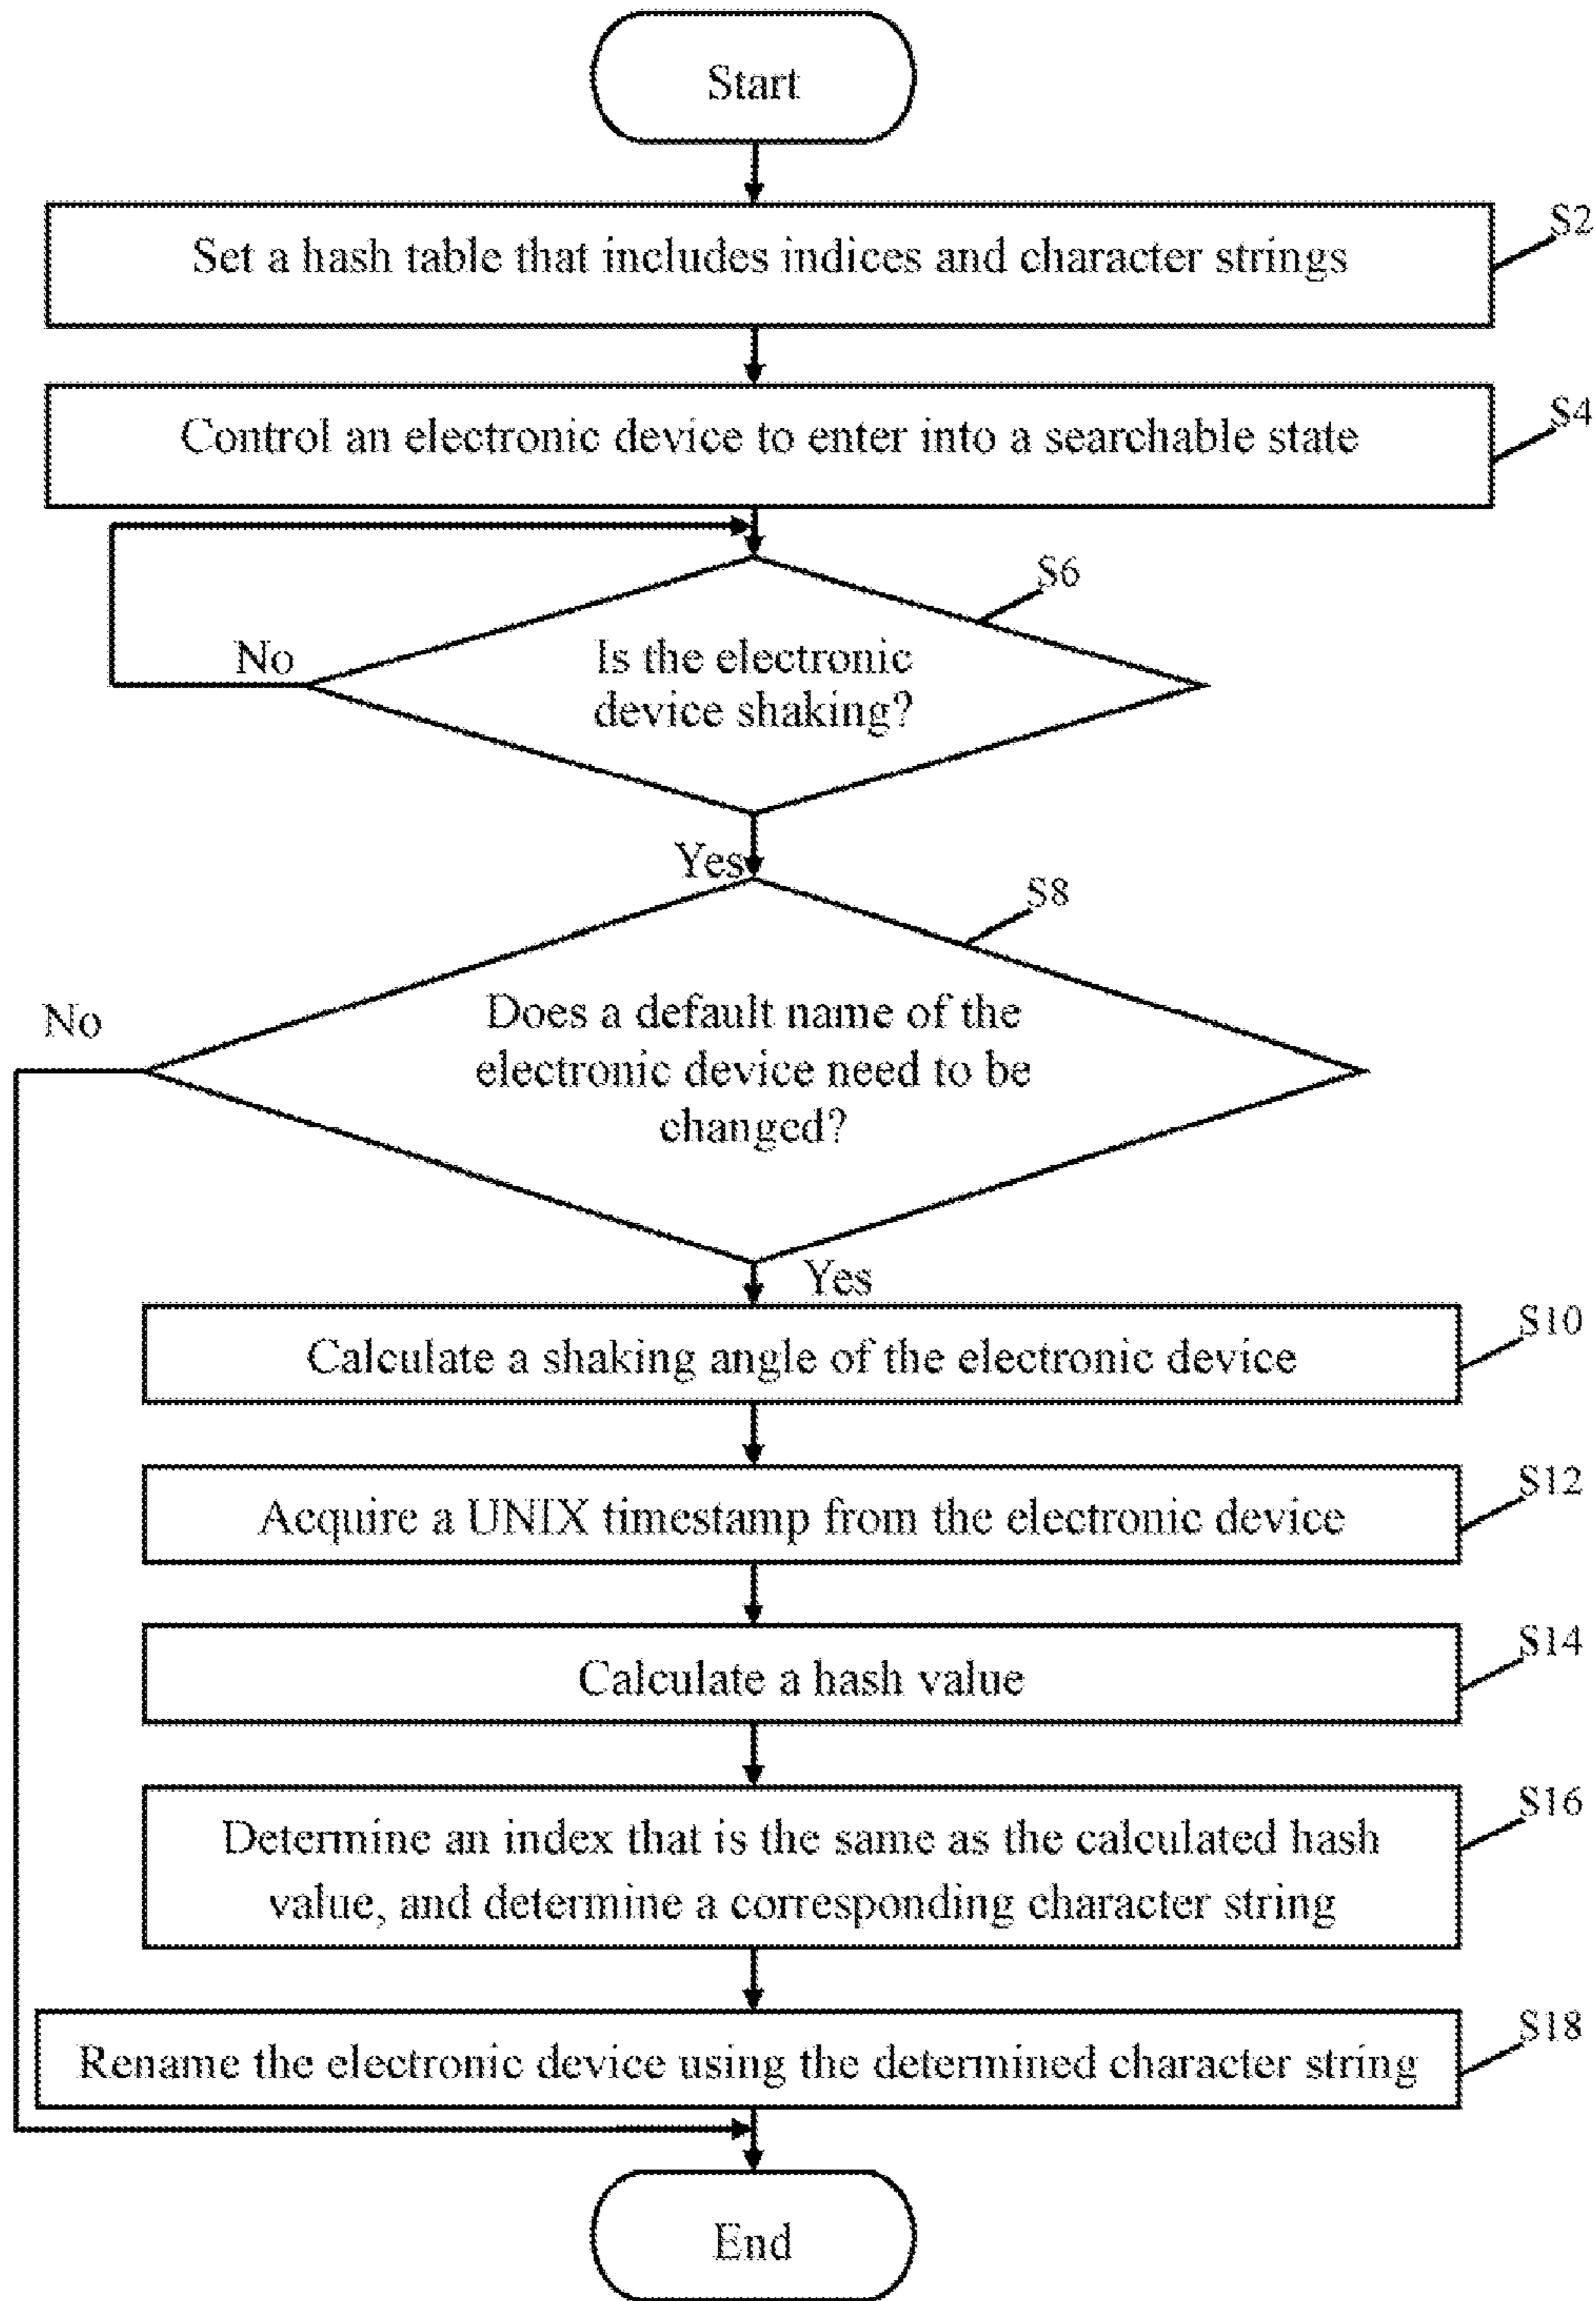 Start
Set a hash table that includes indices and character strings
S2
Control an electronic device to enter into a searchable state
S4
S6
No
Is the electronic
device shaking?
Yes
S8
No
Does a default name of the
electronic device need to be
changed?
Yes
Calculate a shaking angle of the electronic device
S10
Acquire a UNIX timestamp from the electronic device
S12
Calculate a hash value
S14
Determine an index that is the same as the calculated hash
value, and determine a corresponding character string
S16
Rename the electronic device using the determined character string
S18
End